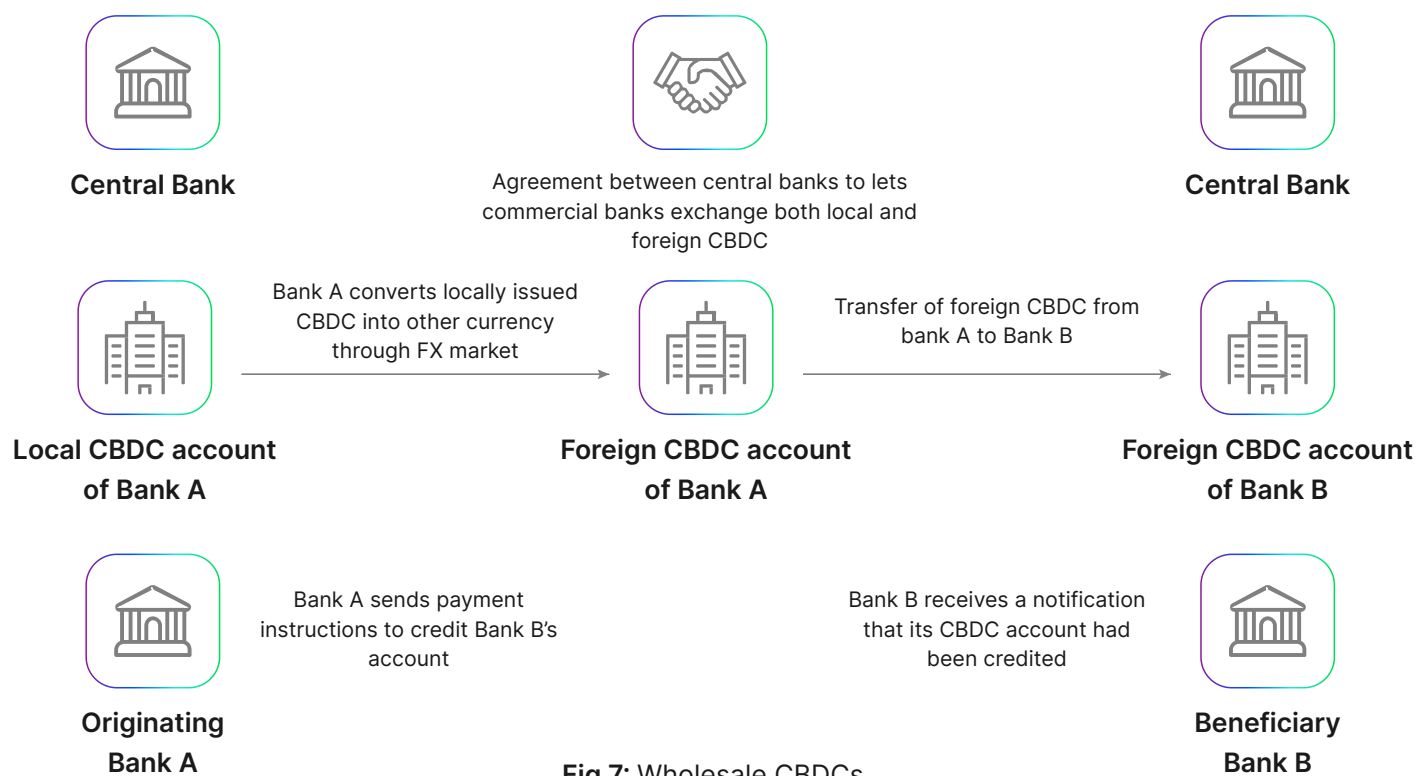 Central Bank
Agreement between central banks to lets
commercial banks exchange both local and
foreign CBDC
Central Bank
Bank A converts locally issued
CBDC into other currency
through FX market
Transfer of foreign CBDC from
bank A to Bank B
Local CBDC account
of Bank A
Foreign CBDC account
of Bank A
Foreign CBDC account
of Bank B
Bank A sends payment
instructions to credit Bank B’s
account
Bank B receives a notification
that its CBDC account had
been credited
Originating
Bank A
Beneficiary
Bank B
Fig 7: Wholesale CBDCs